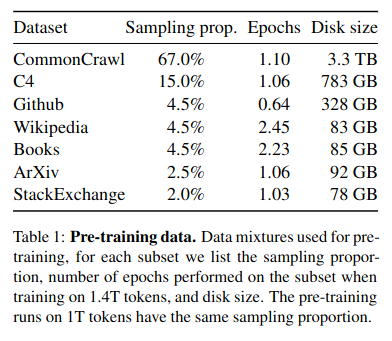 Dataset Sampling prop. Epochs Disk size
CommonCrawl 67.0% 1.10 3.3 TB
C4 15.0% 1.06 783 GB
Github 4.5% 0.64 328 GB
Wikipedia 4.5% 2.45 83 GB
Books 4.5% 2.23 85 GB
ArXiv 2.5% 1.06 92 GB
StackExchange 2.0% 1.03 78 GB
Table 1: Pre-training data. Data mixtures used for pre-
training, for each subset we list the sampling propor-
tion, number of epochs performed on the subset when
training on 1.4T tokens, and disk size. The pre-training
runs on 1T tokens have the same sampling proportion.